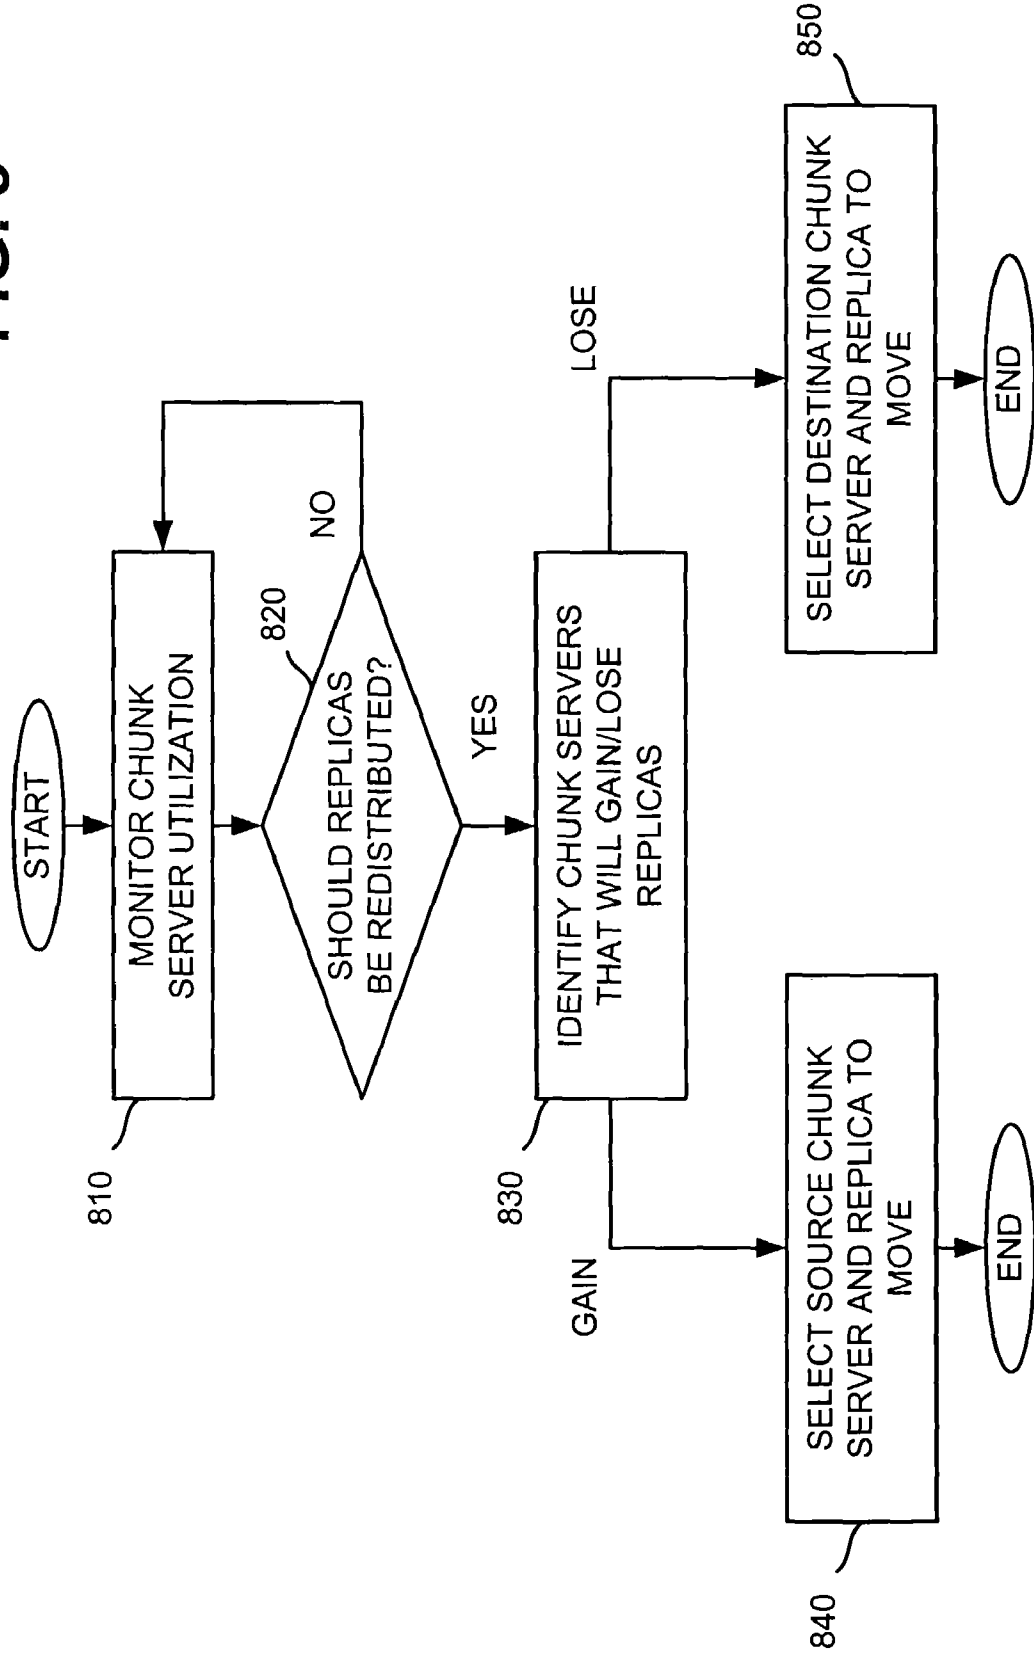 START
810
MONITOR CHUNK
SERVER UTILIZATION
820
SHOULD REPLICAS
BE REDISTRIBUTED?
NO
YES
830
IDENTIFY CHUNK SERVERS
THAT WILL GAIN/LOSE
REPLICAS
GAIN
LOSE
840
SELECT SOURCE CHUNK
SERVER AND REPLICA TO
MOVE
850
SELECT DESTINATION CHUNK
SERVER AND REPLICA TO
MOVE
END
END